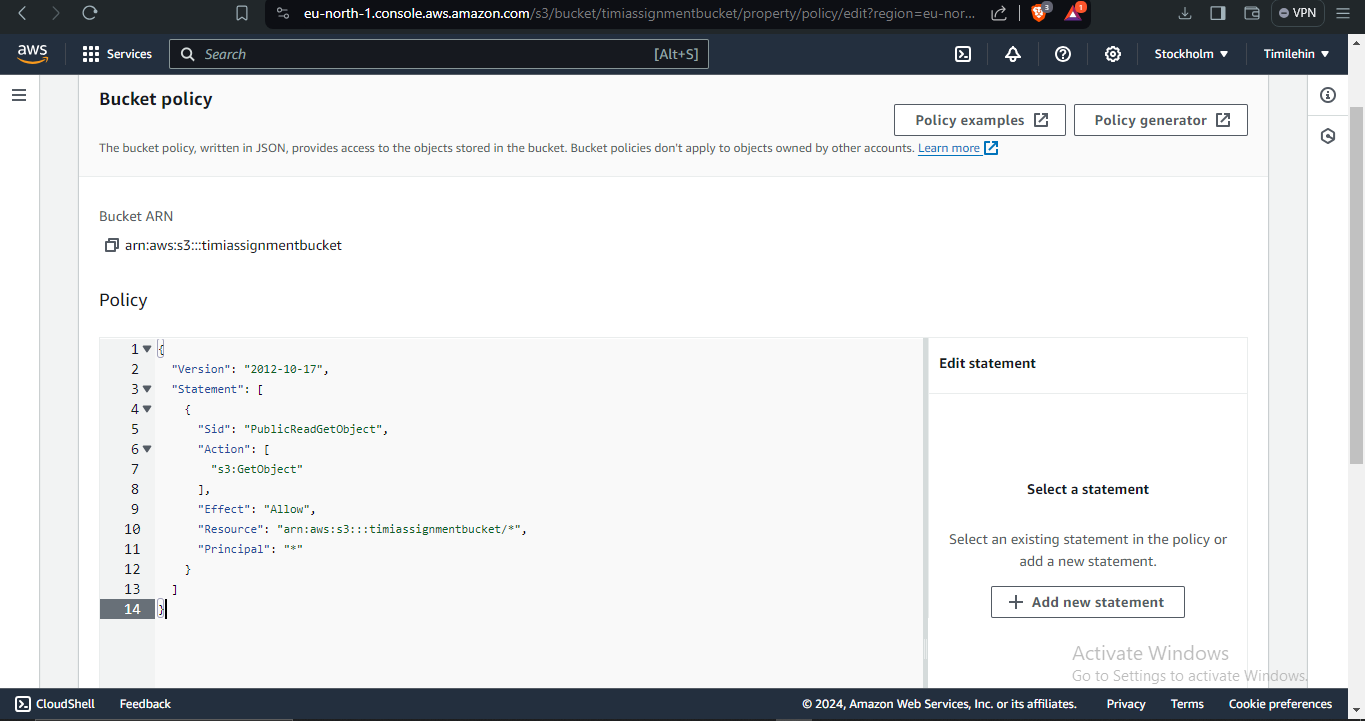 eu-north-1.console.aws.amazon.com/s3/bucket/timiassignmentbucket/property/policy/edit?region=eu-nor...
3
1
VPN
aws
Services
Search
[Alt+S]
Stockholm
Timilehin
Bucket policy
Policy examples
Policy generator
The bucket policy, written in JSON, provides access to the objects stored in the bucket. Bucket policies don't apply to objects owned by other accounts. Learn more
Bucket ARN
arn:aws:s3:::timiassignmentbucket
Policy
1 {
2 "Version": "2012-10-17",
3 "Statement": [
4 {
5 "Sid": "PublicReadGetObject",
6 "Action": [
7 "s3:GetObject"
8 ],
9 "Effect": "Allow",
10 "Resource": "arn:aws:s3:::timiassignmentbucket/*",
11 "Principal": "*"
12 }
13 ]
14 }
Edit statement
Select a statement
Select an existing statement in the policy or
add a new statement.
+ Add new statement
Activate Windows
Go to Settings to activate Windows.
CloudShell
Feedback
© 2024, Amazon Web Services, Inc. or its affiliates.
Privacy
Terms
Cookie preferences